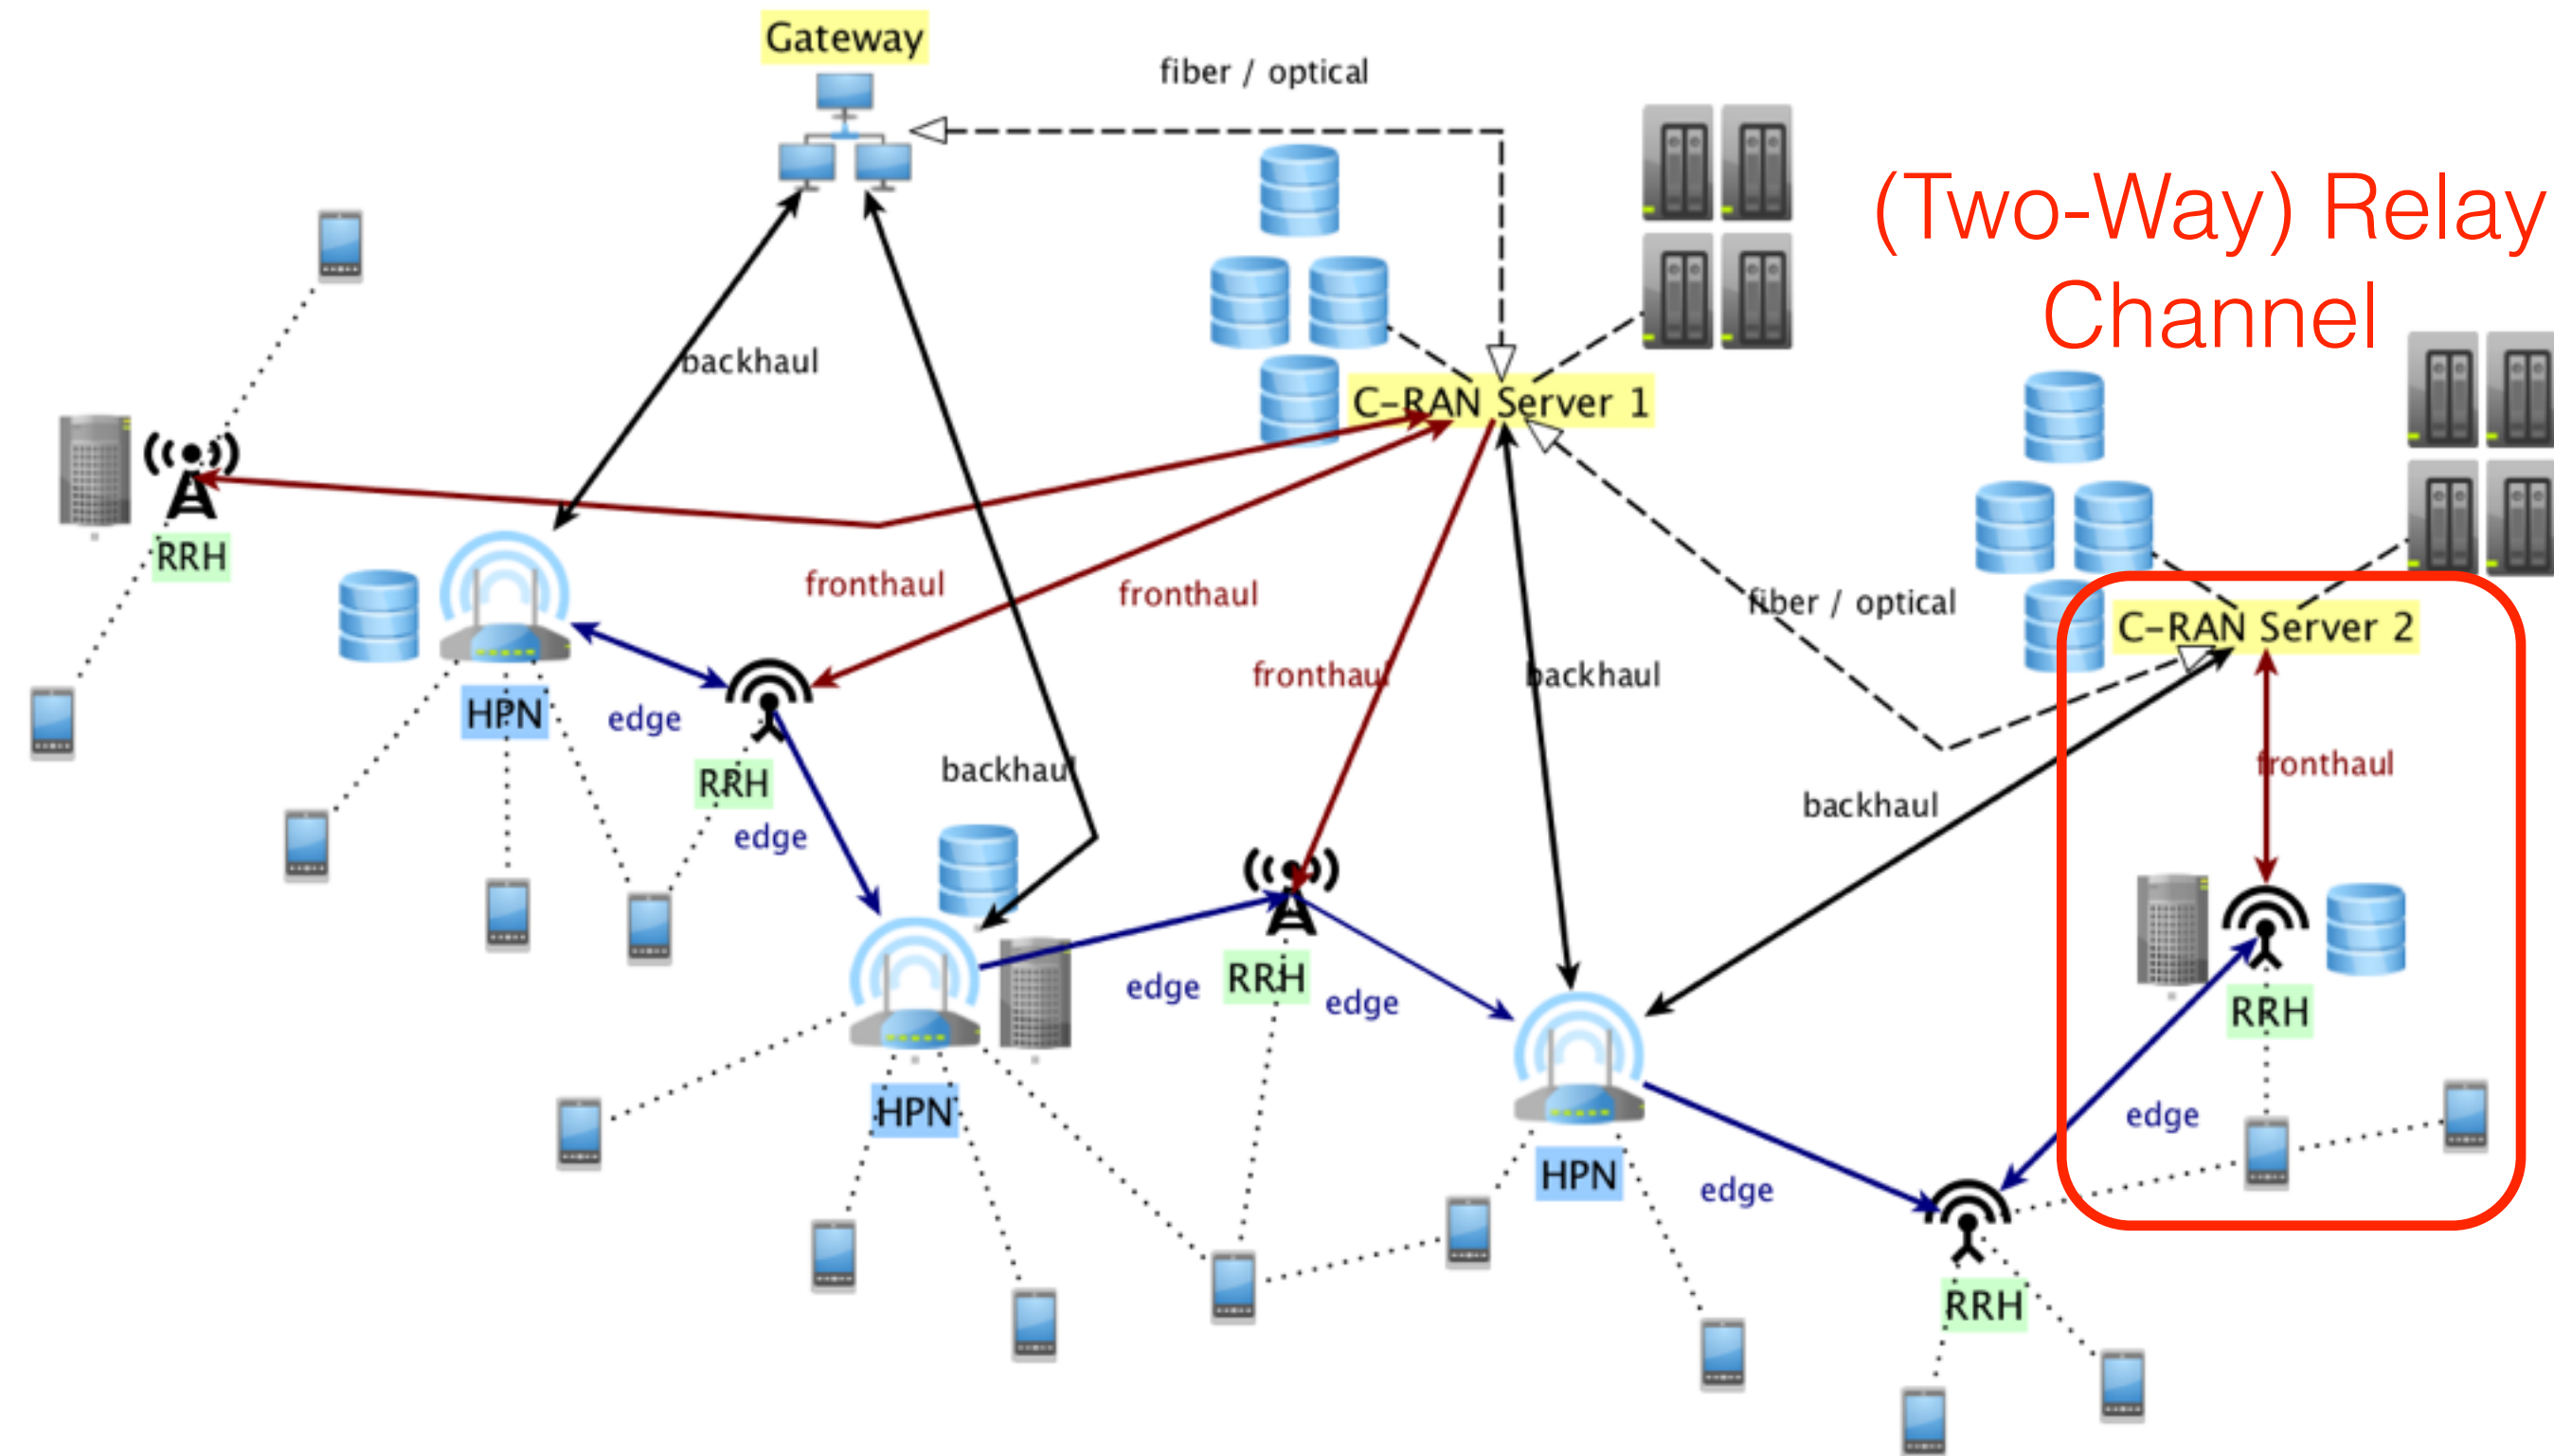 Gateway
fiber / optical
(Two-Way) Relay
Channel
backhaul
C-RAN Server 1
RRH
fronthaul
fronthaul
fiber / optical
C-RAN Server 2
fronthaul
backhaul
HPN
edge
RRH
backhaul
fronthaul
backhaul
edge
RRH
edge
edge
RRH
HPN
edge
HPN
edge
RRH